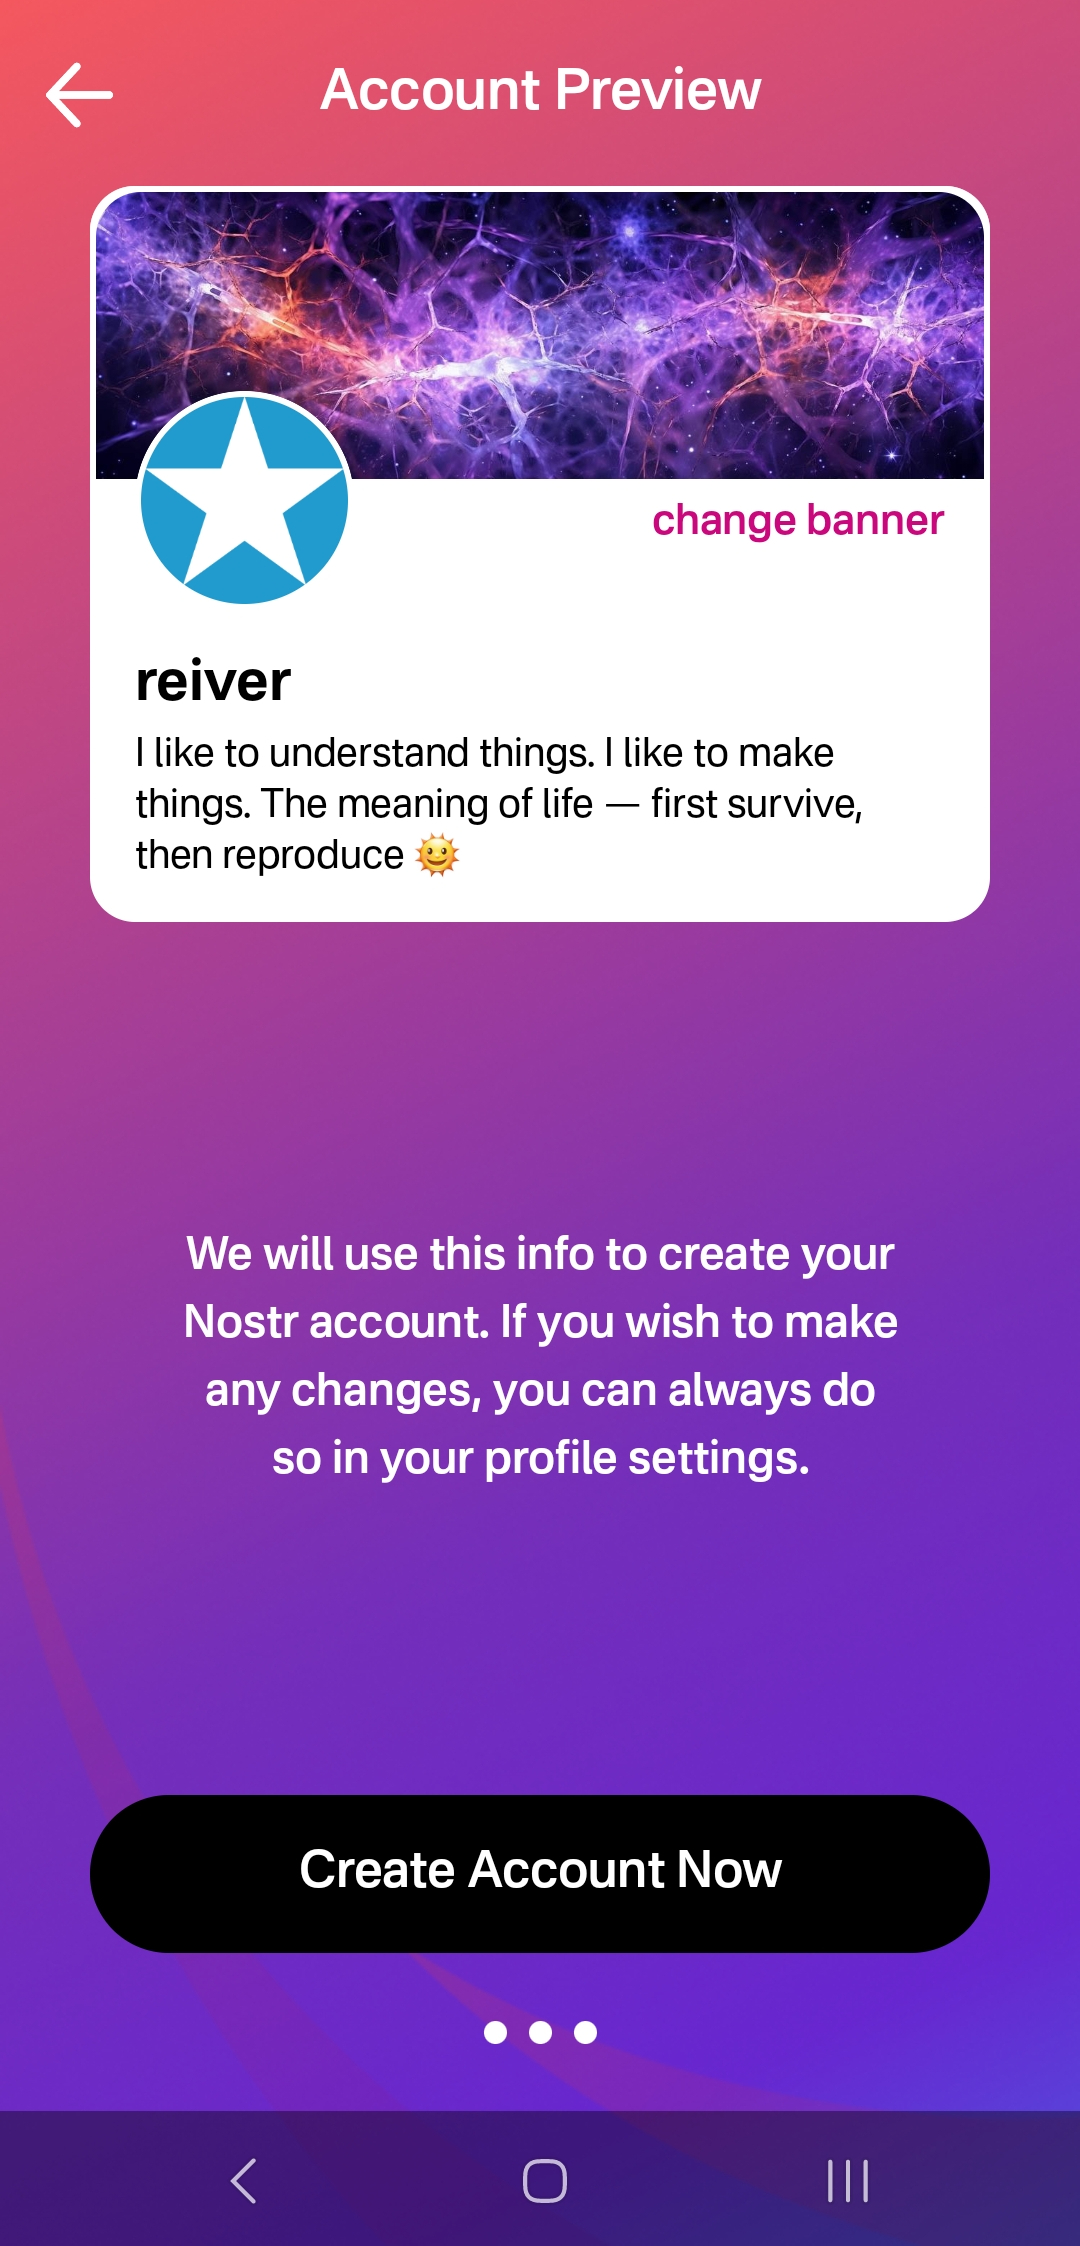 Account Preview
change banner
reiver
I like to understand things. I like to make
things. The meaning of life — first survive,
then reproduce 🌞
We will use this info to create your
Nostr account. If you wish to make
any changes, you can always do
so in your profile settings.
Create Account Now